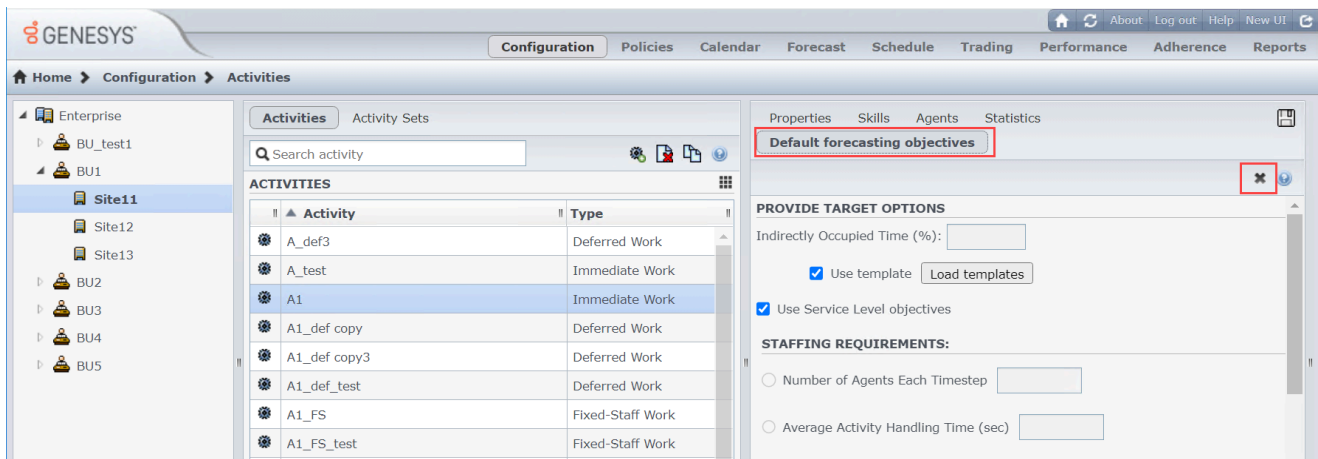 GENESYS
About Log out Help New UI
Configuration Policies Calendar Forecast Schedule Trading Performance Adherence Reports
Home Configuration Activities
Enterprise
BU_test1
BU1
Site11
Site12
Site13
BU2
BU3
BU4
BU5
Activities Activity Sets
Search activity
ACTIVITIES
Activity Type
A_def3 Deferred Work
A_test Immediate Work
A1 Immediate Work
A1_def copy Deferred Work
A1_def copy3 Deferred Work
A1_def_test Deferred Work
A1_FS Fixed-Staff Work
A1_FS_test Fixed-Staff Work
Properties Skills Agents Statistics
Default forecasting objectives
PROVIDE TARGET OPTIONS
Indirectly Occupied Time (%):
Use template Load templates
Use Service Level objectives
STAFFING REQUIREMENTS:
Number of Agents Each Timestep
Average Activity Handling Time (sec)